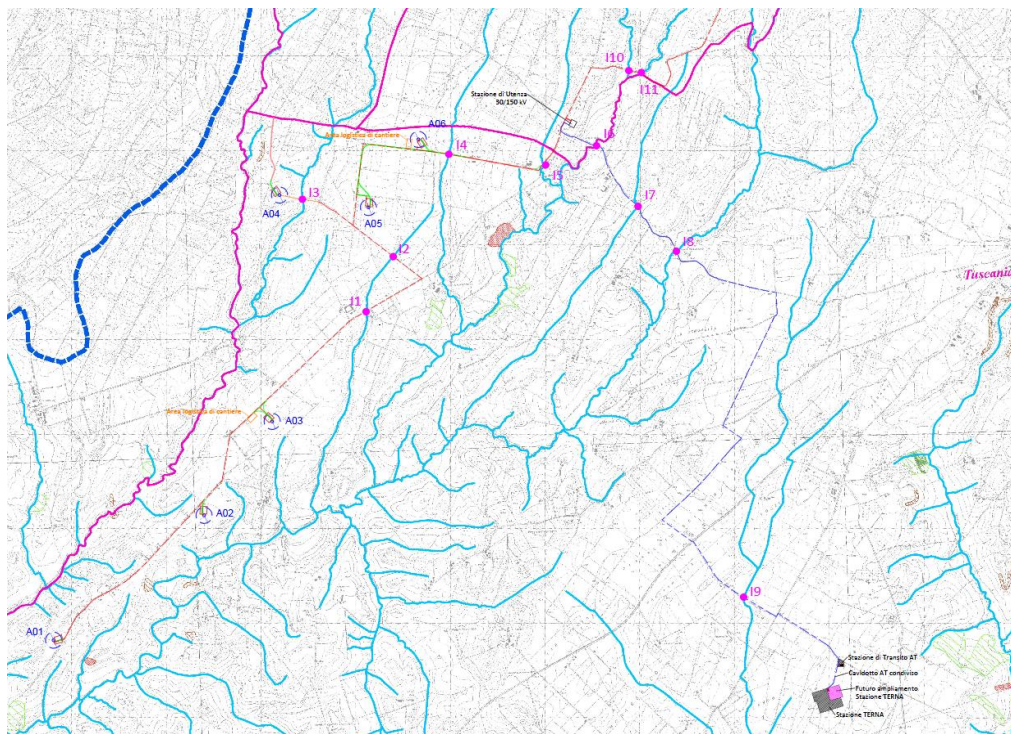 I10
I11
Stazione di Utenza
30/150 kV
A06
Area logistica di cantiere
I4
I6
I5
I3
A04
A05
I7
I2
I8
Tuscania
I1
Area logistica di cantiere
A03
A02
I9
A01
Stazione di Transito AT
Cavidotto AT condiviso
Futuro ampliamento
Stazione TERNA
Stazione TERNA